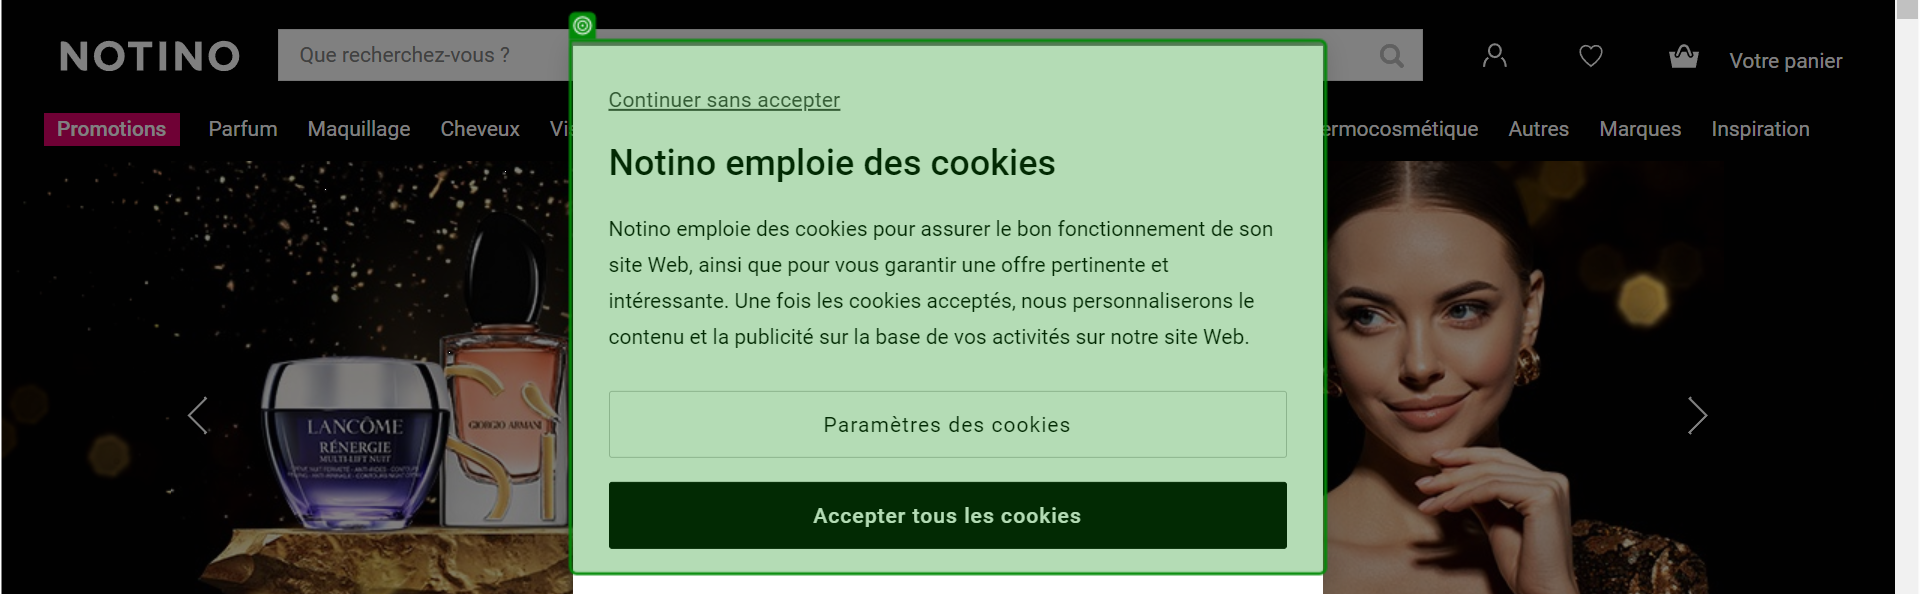 NOTINO
Que recherchez-vous ?
Votre panier
Promotions Parfum Maquillage Cheveux ermocosmétique Autres Marques Inspiration
Continuer sans accepter
Notino emploie des cookies
Notino emploie des cookies pour assurer le bon fonctionnement de son
site Web, ainsi que pour vous garantir une offre pertinente et
intéressante. Une fois les cookies acceptés, nous personnaliserons le
contenu et la publicité sur la base de vos activités sur notre site Web.
Paramètres des cookies
Accepter tous les cookies
LANCÔME
RÉNERGIE
MULTI-LIFT NUIT
GIORGIO ARMANI